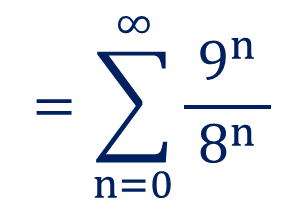 = ∞ ∑ n=0 9ⁿ/8ⁿ